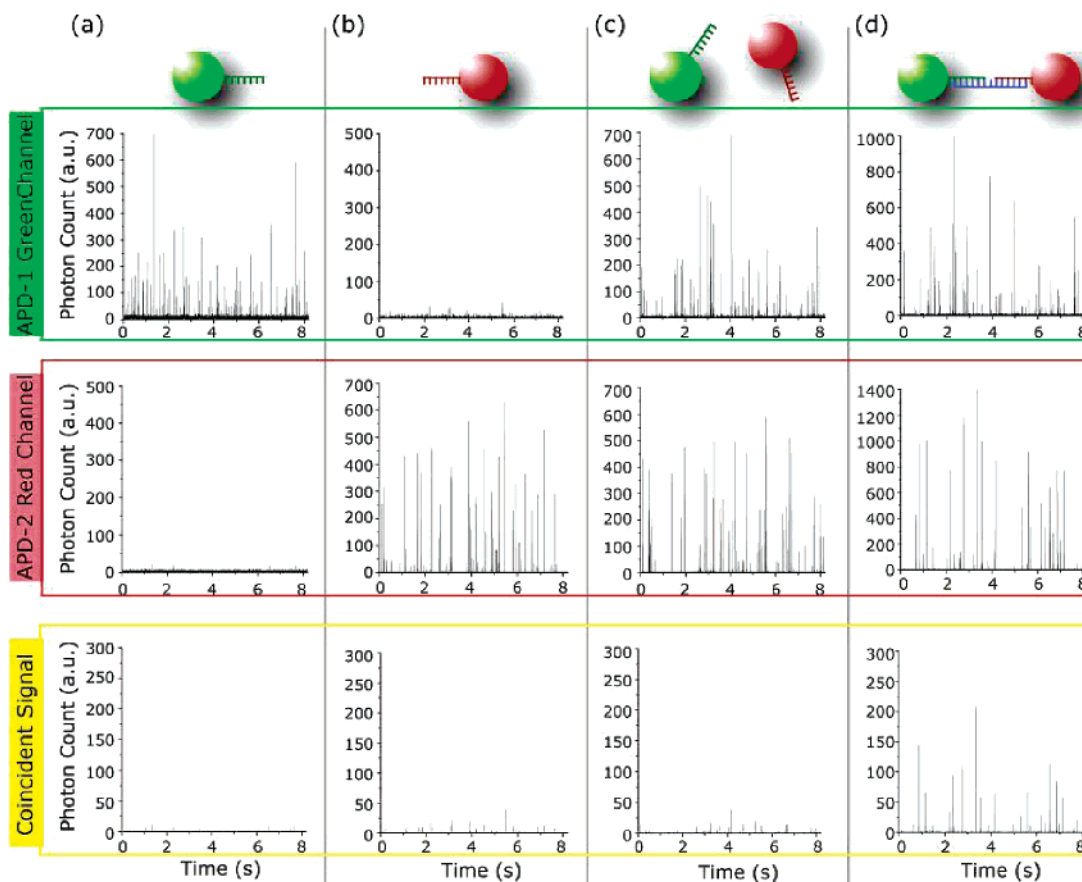 (a) (b) (c) (d)
APD-1 GreenChannel
Photon Count (a.u.)
700 600 500 400 300 200 100 0
0 2 4 6 8
500 400 300 200 100 0
0 2 4 6 8
700 600 500 400 300 200 100 0
0 2 4 6 8
1000 800 600 400 200 0
0 2 4 6 8
APD-2 Red Channel
Photon Count (a.u.)
500 400 300 200 100 0
0 2 4 6 8
700 600 500 400 300 200 100 0
0 2 4 6 8
700 600 500 400 300 200 100 0
0 2 4 6 8
1400 1200 1000 800 600 400 200 0
0 2 4 6 8
Coincident Signal
Photon Count (a.u.)
300 250 200 150 100 50 0
0 2 4 6 8
300 250 200 150 100 50 0
0 2 4 6 8
300 250 200 150 100 50 0
0 2 4 6 8
300 250 200 150 100 50 0
0 2 4 6 8
Time (s) Time (s) Time (s) Time (s)